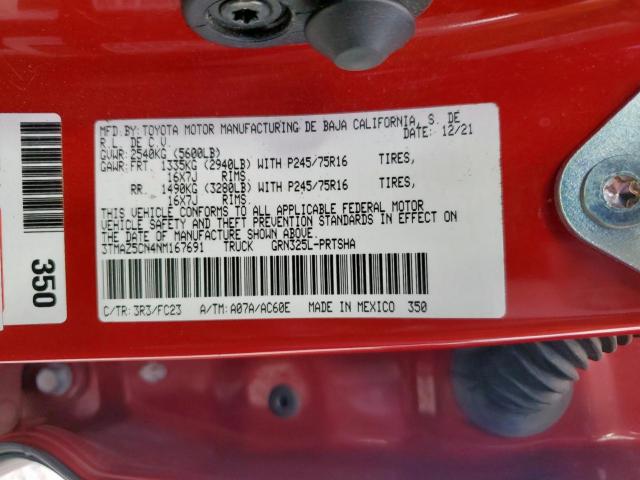 MFD.BY:TOYOTA MOTOR MANUFACTURING DE BAJA CALIFORNIA, S. DE
R.L. DE C.V. DATE: 12/21
GVWR:2540KG (5600LB)
GAWR:FRT. 1335KG (2940LB) WITH P245/75R16 TIRES,
16X7J RIMS.
RR. 1490KG (3280LB) WITH P245/75R16 TIRES,
16X7J RIMS.
THIS VEHICLE CONFORMS TO ALL APPLICABLE FEDERAL MOTOR
VEHICLE SAFETY AND THEFT PREVENTION STANDARDS IN EFFECT ON
THE DATE OF MANUFACTURE SHOWN ABOVE.
3TMAZ5CN4NM167691 TRUCK GRN325L-PRTSHA
C/TR: 3R3/FC23 A/TM: A07A/AC60E MADE IN MEXICO 350
350